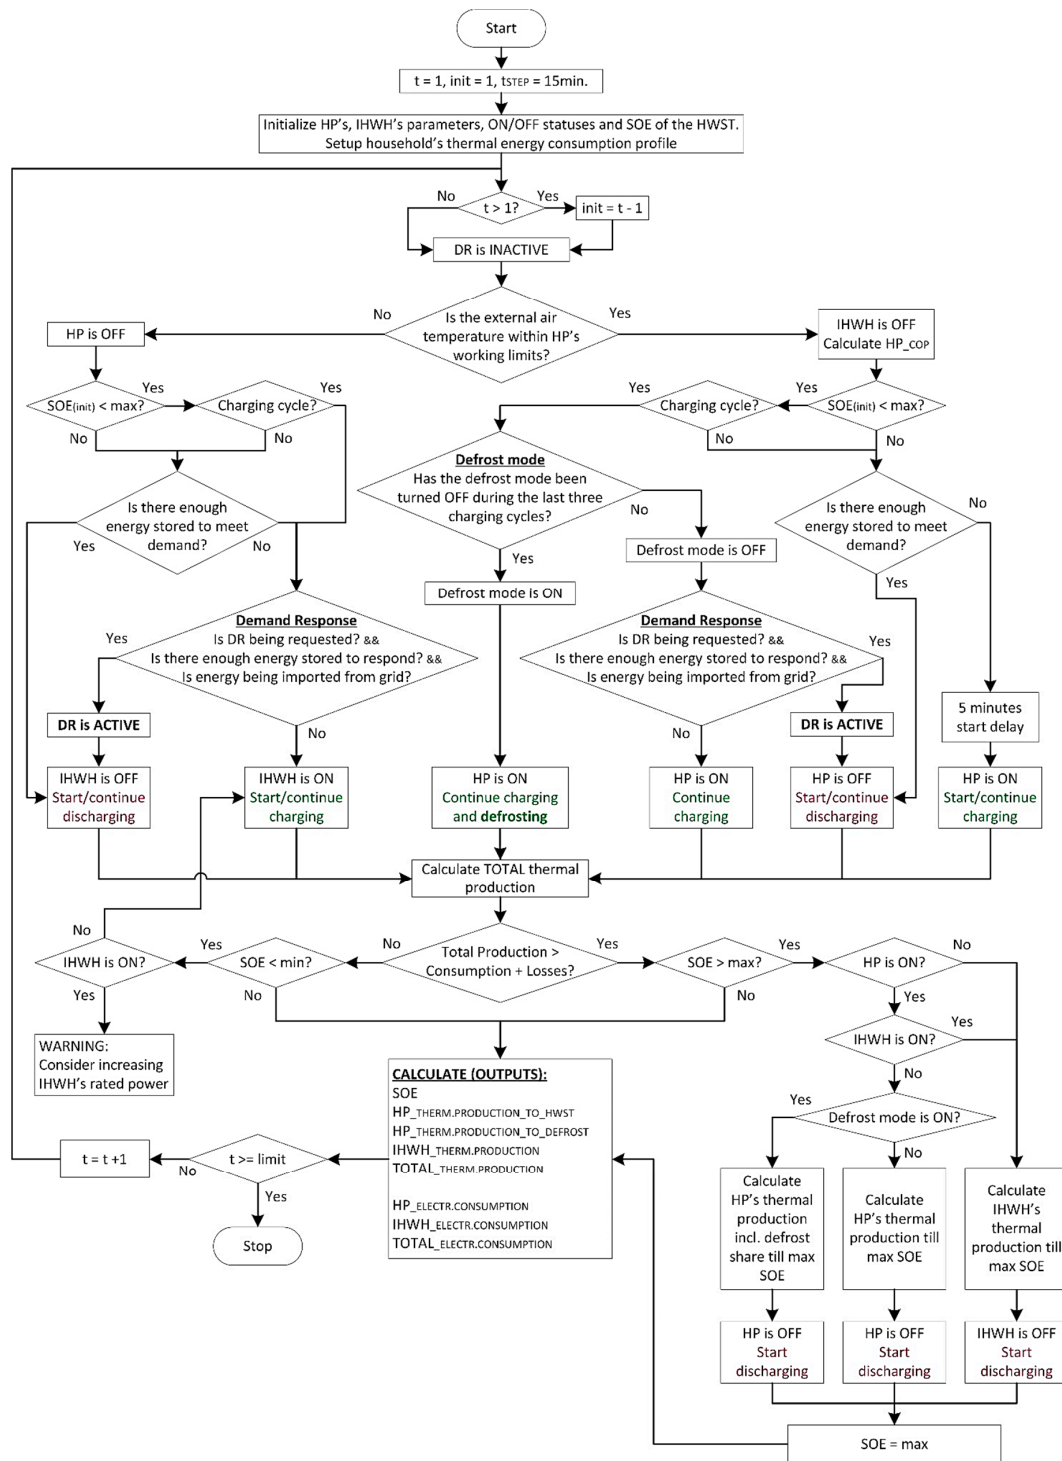 Start
t = 1, init = 1, tSTEP = 15min.
Initialize HP's, IHWH's parameters, ON/OFF statuses and SOE of the HWST.
Setup household's thermal energy consumption profile
No
t > 1?
Yes
init = t - 1
DR is INACTIVE
No
Is the external air
temperature within HP's
working limits?
Yes
HP is OFF
IHWH is OFF
Calculate HP_COP
SOE(init) < max?
Yes
Charging cycle?
Yes
No
No
Yes
Charging cycle?
Yes
SOE(init) < max?
No
No
Is there enough
energy stored to meet
demand?
Yes
No
Defrost mode
Has the defrost mode been
turned OFF during the last three
charging cycles?
No
Yes
Defrost mode is OFF
Defrost mode is ON
Is there enough
energy stored to meet
demand?
No
Yes
Demand Response
Is DR being requested? &&
Is there enough energy stored to respond? &&
Is energy being imported from grid?
Yes
No
Demand Response
Is DR being requested? &&
Is there enough energy stored to respond? &&
Is energy being imported from grid?
Yes
No
DR is ACTIVE
DR is ACTIVE
5 minutes
start delay
IHWH is OFF
Start/continue
discharging
IHWH is ON
Start/continue
charging
HP is ON
Continue charging
and defrosting
HP is ON
Continue
charging
HP is OFF
Start/continue
discharging
HP is ON
Start/continue
charging
Calculate TOTAL thermal
production
No
IHWH is ON?
Yes
Yes
SOE < min?
No
No
Total Production >
Consumption + Losses?
Yes
SOE > max?
Yes
No
HP is ON?
No
Yes
WARNING:
Consider increasing
IHWH's rated power
IHWH is ON?
Yes
No
Yes
Defrost mode is ON?
No
CALCULATE (OUTPUTS):
SOE
HP_THERM.PRODUCTION_TO_HWST
HP_THERM.PRODUCTION_TO_DEFROST
IHWH_THERM.PRODUCTION
TOTAL_THERM.PRODUCTION
HP_ELECTR.CONSUMPTION
IHWH_ELECTR.CONSUMPTION
TOTAL_ELECTR.CONSUMPTION
t = t +1
No
t >= limit
Yes
Stop
Calculate
HP's thermal
production
incl. defrost
share till max
SOE
Calculate
HP's thermal
production till
max SOE
Calculate
IHWH's
thermal
production till
max SOE
HP is OFF
Start
discharging
HP is OFF
Start
discharging
IHWH is OFF
Start
discharging
SOE = max